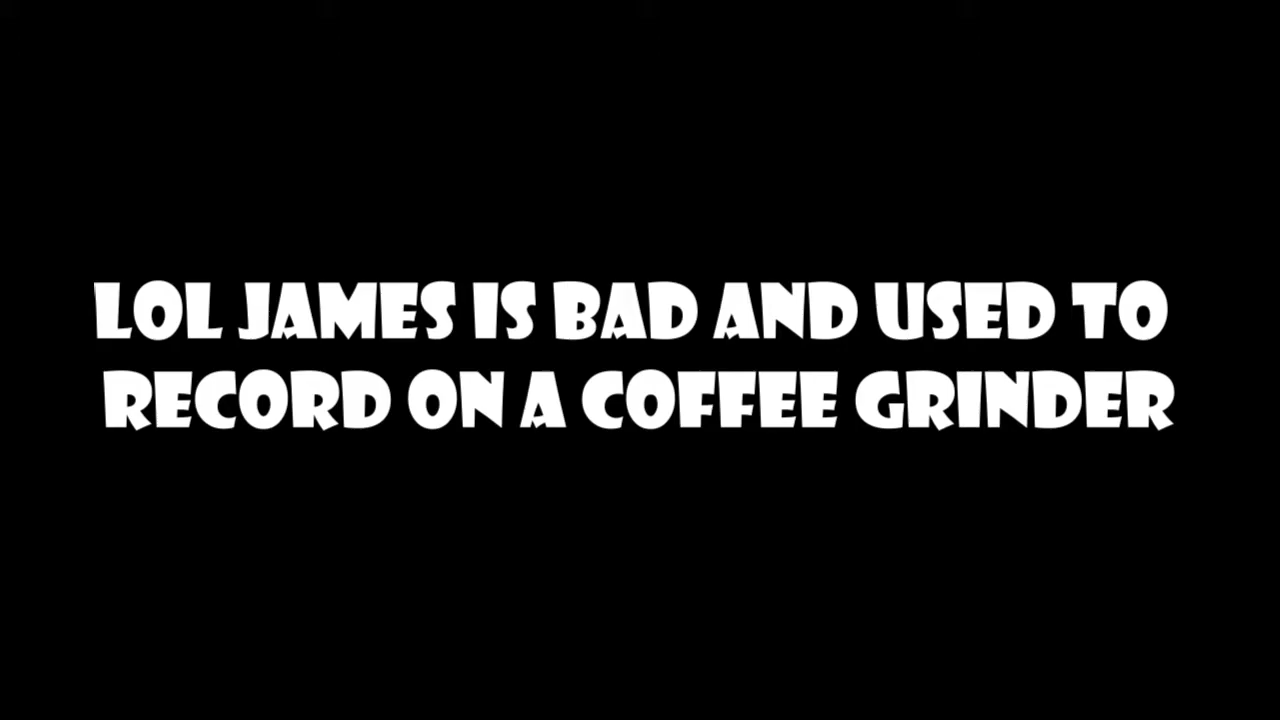 LOL JAMES IS BAD AND USED TO
RECORD ON A COFFEE GRINDER